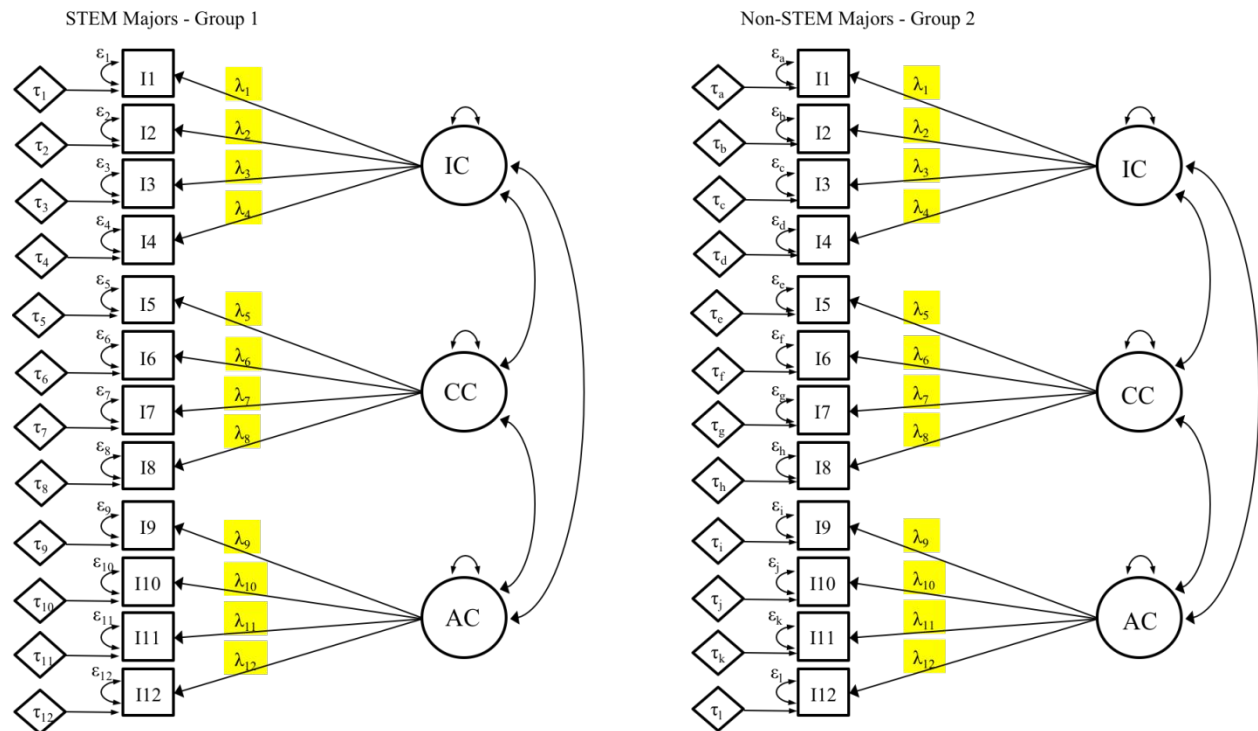 STEM Majors - Group 1
ε1
I1
τ1
λ1
ε2
I2
τ2
λ2
ε3
I3
τ3
λ3
ε4
I4
τ4
λ4
IC
ε5
I5
τ5
λ5
ε6
I6
τ6
λ6
ε7
I7
τ7
λ7
ε8
I8
τ8
λ8
CC
ε9
I9
τ9
λ9
ε10
I10
τ10
λ10
ε11
I11
τ11
λ11
ε12
I12
τ12
λ12
AC
Non-STEM Majors - Group 2
εa
I1
τa
λ1
εb
I2
τb
λ2
εc
I3
τc
λ3
εd
I4
τd
λ4
IC
εe
I5
τe
λ5
εf
I6
τf
λ6
εg
I7
τg
λ7
εh
I8
τh
λ8
CC
εi
I9
τi
λ9
εj
I10
τj
λ10
εk
I11
τk
λ11
εl
I12
τl
λ12
AC